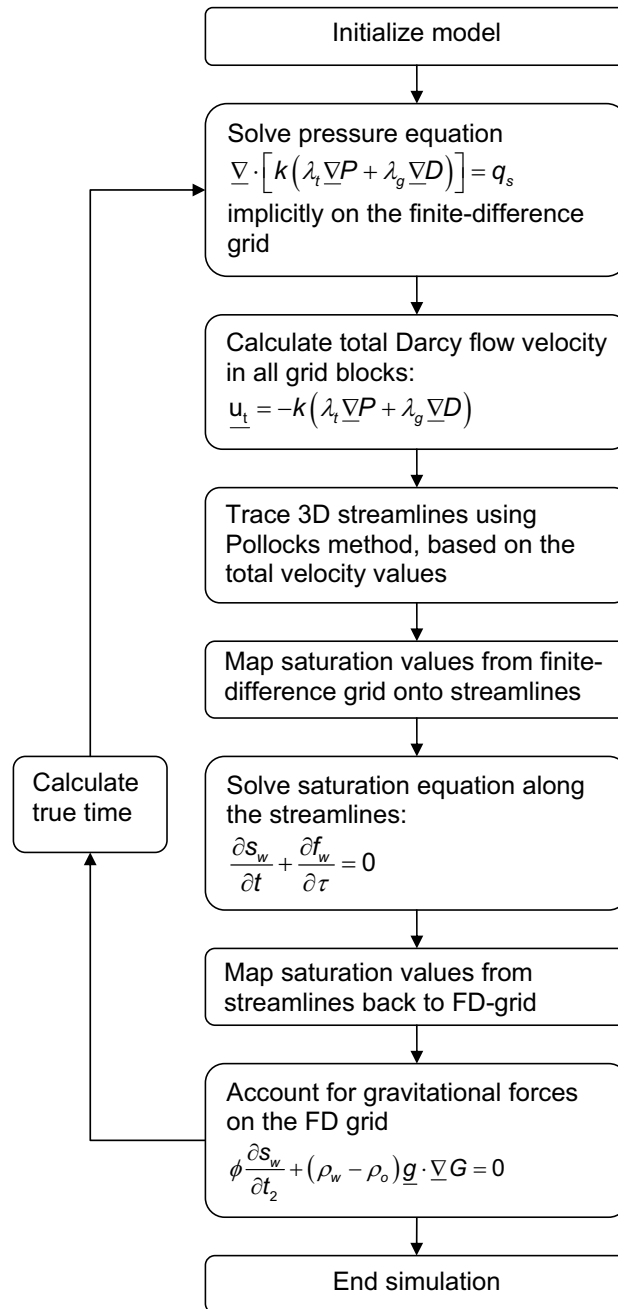 Initialize model
Solve pressure equation
∇ · [k(λ_t ∇P + λ_g ∇D)] = q_s
implicitly on the finite-difference
grid
Calculate total Darcy flow velocity
in all grid blocks:
u_t = −k(λ_t ∇P + λ_g ∇D)
Trace 3D streamlines using
Pollocks method, based on the
total velocity values
Map saturation values from finite-
difference grid onto streamlines
Calculate
true time
Solve saturation equation along
the streamlines:
∂s_w/∂t + ∂f_w/∂τ = 0
Map saturation values from
streamlines back to FD-grid
Account for gravitational forces
on the FD grid
ϕ ∂s_w/∂t_2 + (ρ_w − ρ_o) g · ∇G = 0
End simulation